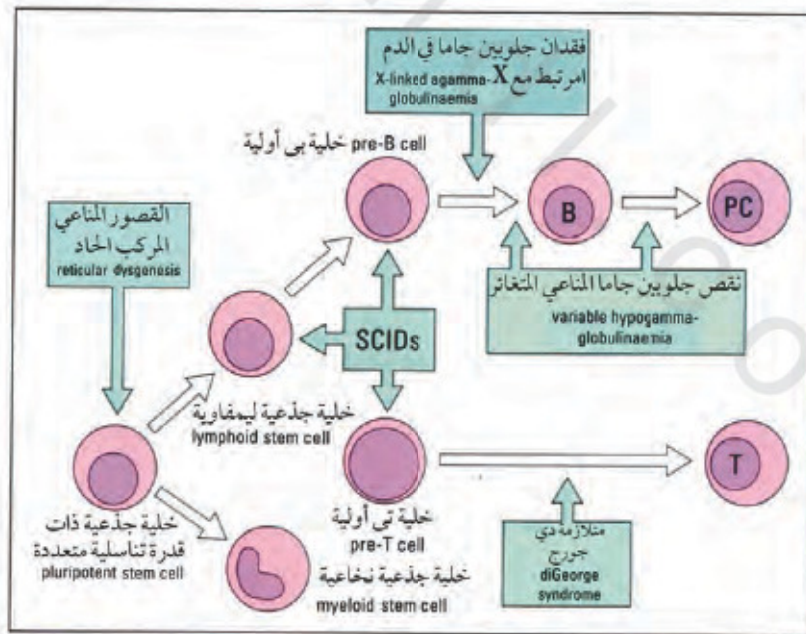 فقدان جلوبين جاما في الدم
امرتبط مع X
X-linked agamma-
globulinaemia
خلية بى أولية pre-B cell
القصور المناعي
المركب الحاد
reticular dysgenesis
B
PC
نقص جلوبين جاما المناعي المتغائر
variable hypogamma-
globulinaemia
SCIDs
خلية جذعية ليمفاوية
lymphoid stem cell
T
خلية جذعية ذات
قدرة تناسلية متعددة
pluripotent stem cell
خلية تى أولية
pre-T cell
خلية جذعية نخاعية
myeloid stem cell
متلازمة دي
جورج
diGeorge
syndrome